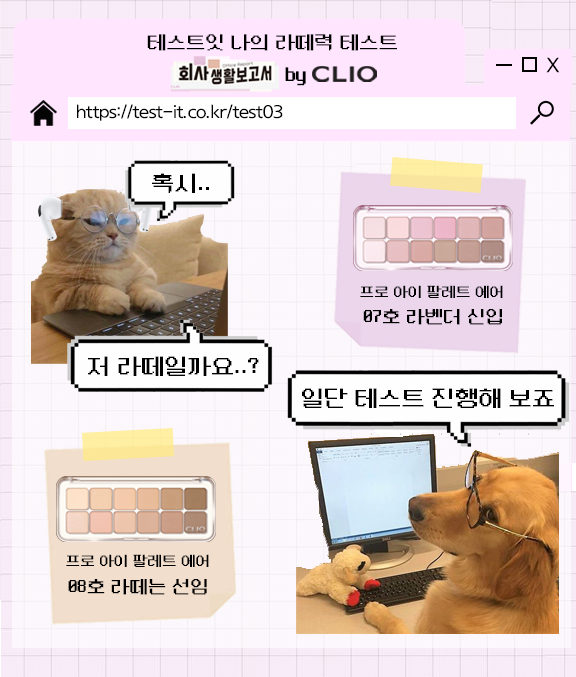 테스트잇 나의 라떼력 테스트
회사생활보고서 by CLIO
https://test-it.co.kr/test03
혹시..
저 라떼일까요..?
CLIO
프로 아이 팔레트 에어
07호 라벤더 신입
일단 테스트 진행해 보죠
CLIO
프로 아이 팔레트 에어
08호 라떼는 선임
DELL